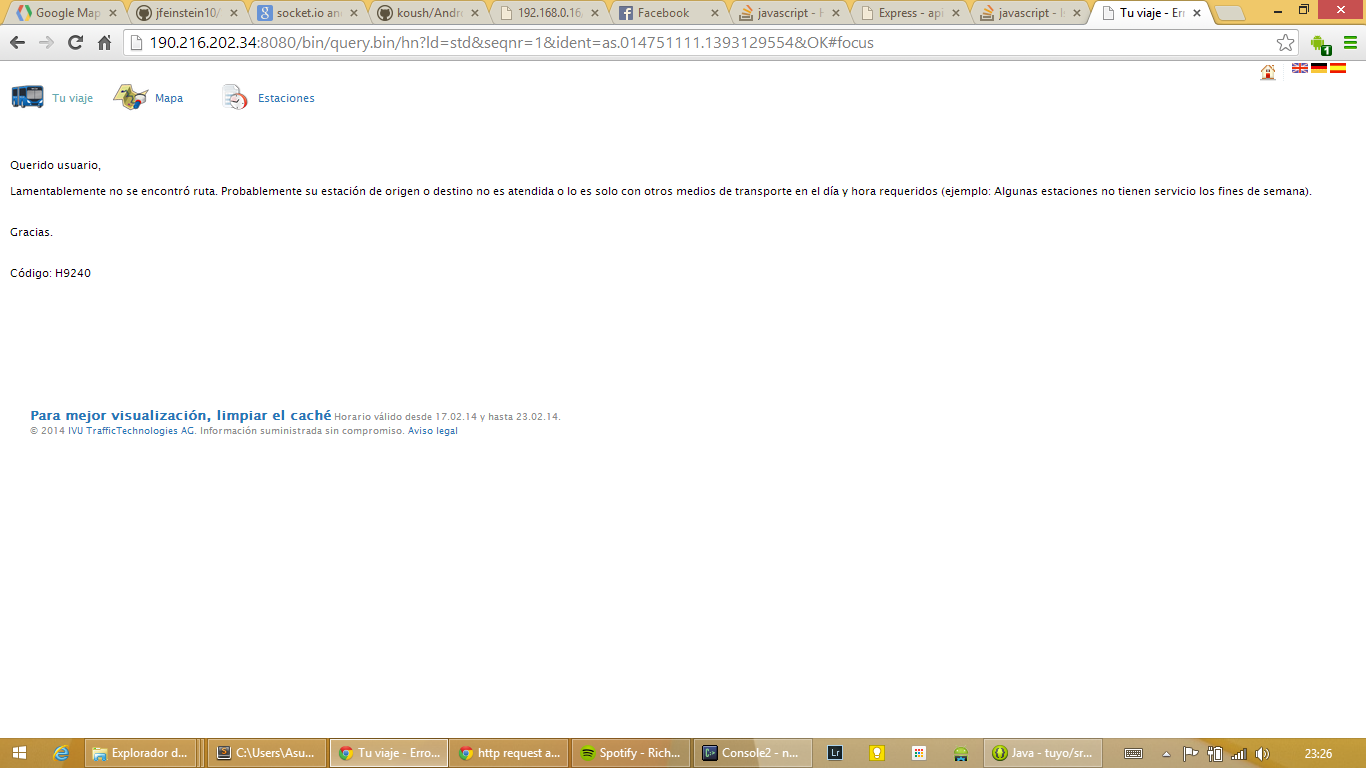 Google Map
jfeinstein10/
socket.io an
koush/Andr
192.168.0.16
Facebook
javascript - H
Express - api
javascript - Is
Tu viaje - Err
190.216.202.34:8080/bin/query.bin/hn?ld=std&seqnr=1&ident=as.014751111.1393129554&OK#focus
1
Tu viaje
Mapa
Estaciones
Querido usuario,
Lamentablemente no se encontró ruta. Probablemente su estación de origen o destino no es atendida o lo es solo con otros medios de transporte en el día y hora requeridos (ejemplo: Algunas estaciones no tienen servicio los fines de semana).
Gracias.
Código: H9240
Para mejor visualización, limpiar el caché Horario válido desde 17.02.14 y hasta 23.02.14.
© 2014 IVU TrafficTechnologies AG. Información suministrada sin compromiso. Aviso legal
Explorador d...
C:\Users\Asu...
Tu viaje - Erro...
http request a...
Spotify - Rich...
Console2 - n...
Lr
Java - tuyo/sr...
23:26